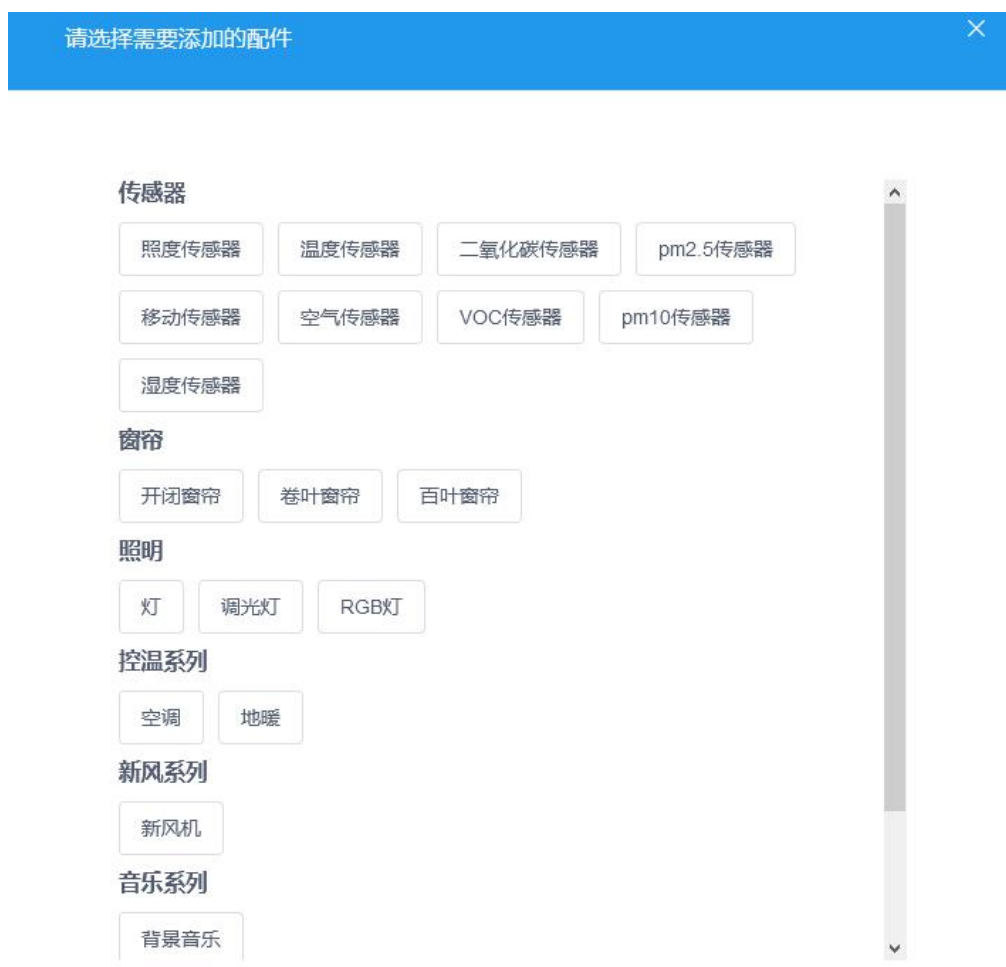 请选择需要添加的配件
传感器
照度传感器 温度传感器 二氧化碳传感器 pm2.5传感器
移动传感器 空气传感器 VOC传感器 pm10传感器
湿度传感器
窗帘
开闭窗帘 卷叶窗帘 百叶窗帘
照明
灯 调光灯 RGB灯
控温系列
空调 地暖
新风系列
新风机
音乐系列
背景音乐